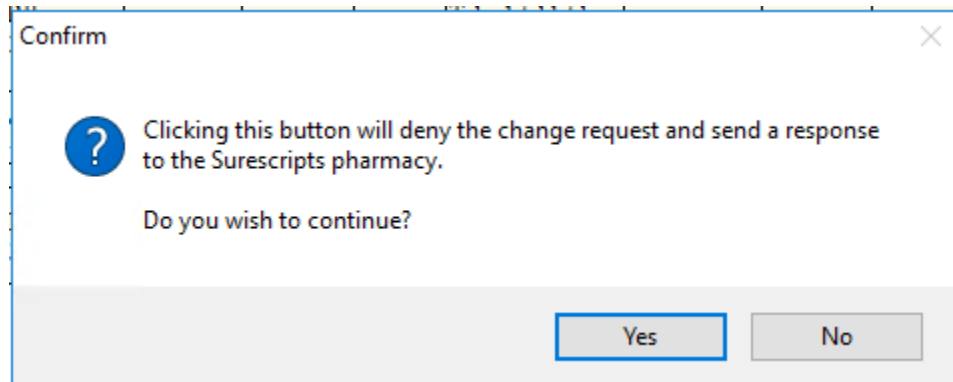 Confirm
?
Clicking this button will deny the change request and send a response
to the Surescripts pharmacy.
Do you wish to continue?
Yes No